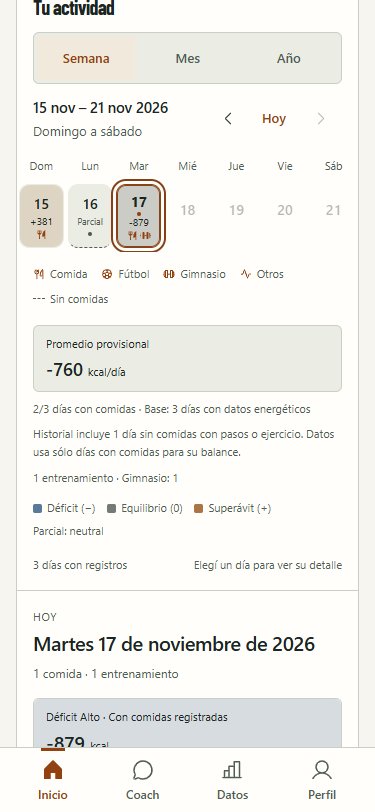 Tu actividad
Semana Mes Año
15 nov – 21 nov 2026
Domingo a sábado
Hoy
Dom Lun Mar Mié Jue Vie Sáb
15 16 17 18 19 20 21
+381 Parcial -879
Comida Fútbol Gimnasio Otros
--- Sin comidas
Promedio provisional
-760 kcal/día
2/3 días con comidas · Base: 3 días con datos energéticos
Historial incluye 1 día sin comidas con pasos o ejercicio. Datos
usa sólo días con comidas para su balance.
1 entrenamiento · Gimnasio: 1
Déficit (−) Equilibrio (0) Superávit (+)
Parcial: neutral
3 días con registros Elegí un día para ver su detalle
HOY
Martes 17 de noviembre de 2026
1 comida · 1 entrenamiento
Déficit Alto · Con comidas registradas
-879 kcal
Inicio Coach Datos Perfil